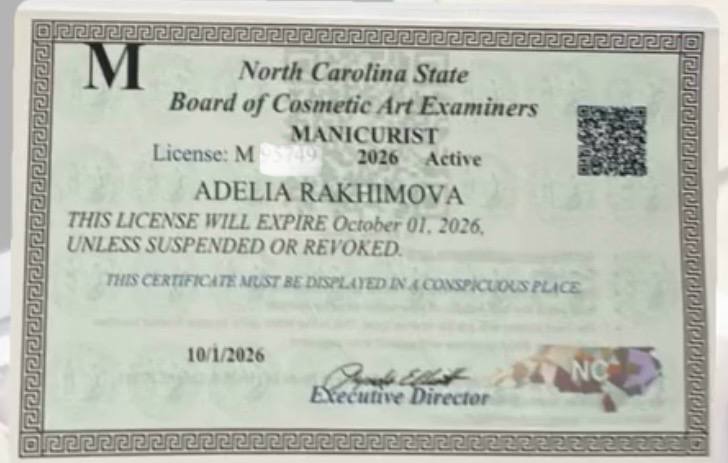 M
North Carolina State
Board of Cosmetic Art Examiners
MANICURIST
License: M 2026 Active
ADELIA RAKHIMOVA
THIS LICENSE WILL EXPIRE October 01, 2026,
UNLESS SUSPENDED OR REVOKED.
THIS CERTIFICATE MUST BE DISPLAYED IN A CONSPICUOUS PLACE.
10/1/2026
Executive Director
NC